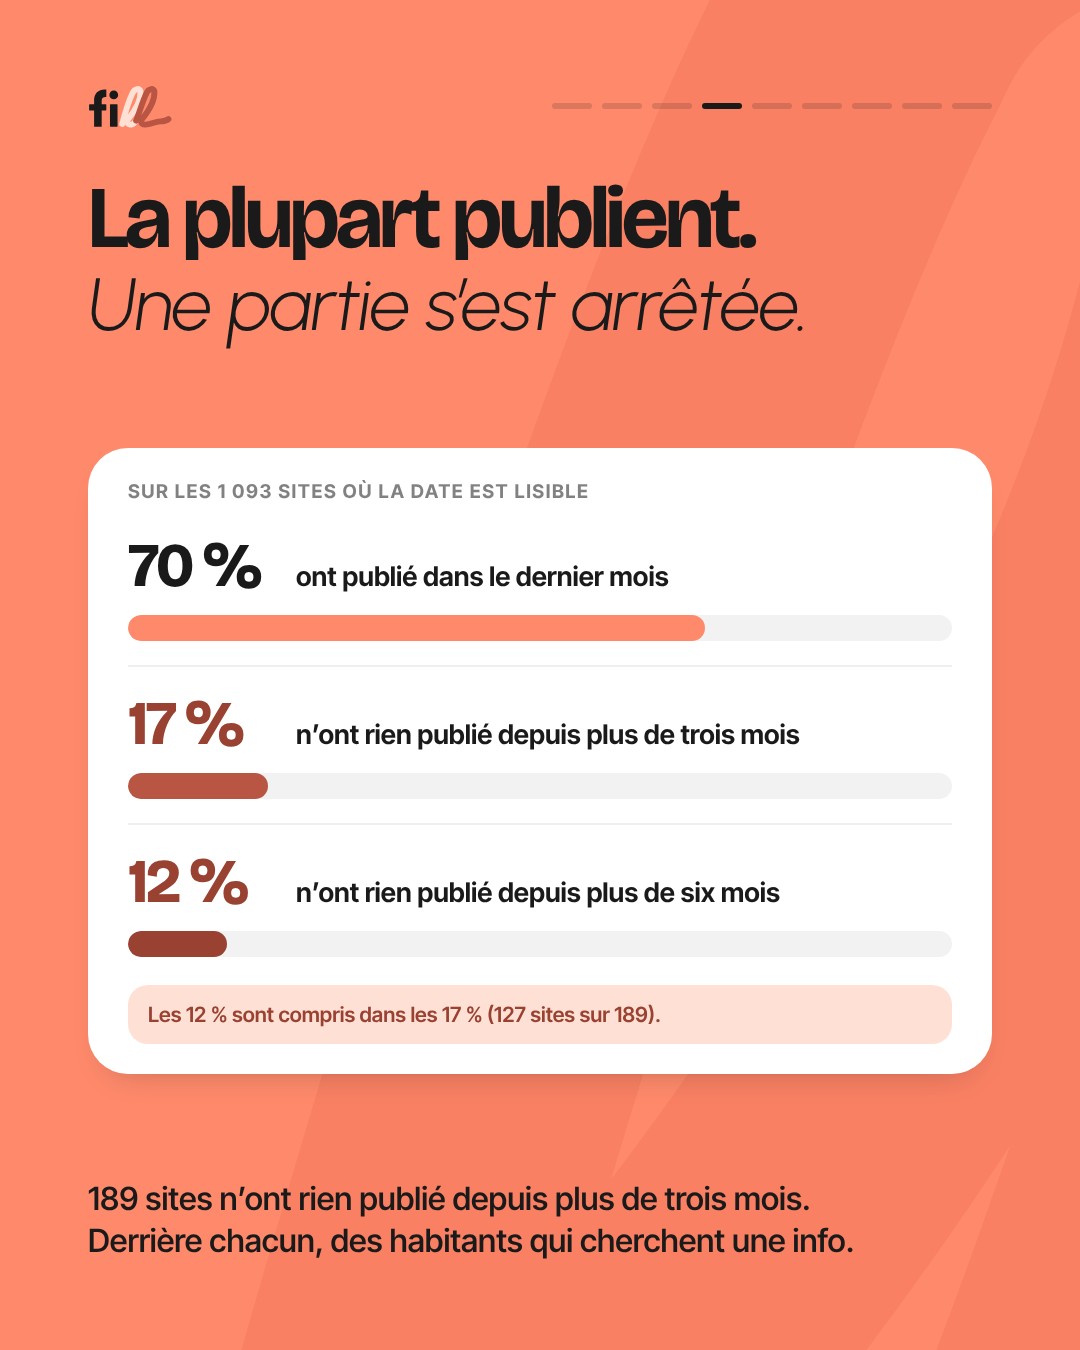 fill
La plupart publient.
Une partie s'est arrêtée.
SUR LES 1 093 SITES OÙ LA DATE EST LISIBLE
70 % ont publié dans le dernier mois
17 % n’ont rien publié depuis plus de trois mois
12 % n’ont rien publié depuis plus de six mois
Les 12 % sont compris dans les 17 % (127 sites sur 189).
189 sites n’ont rien publié depuis plus de trois mois.
Derrière chacun, des habitants qui cherchent une info.